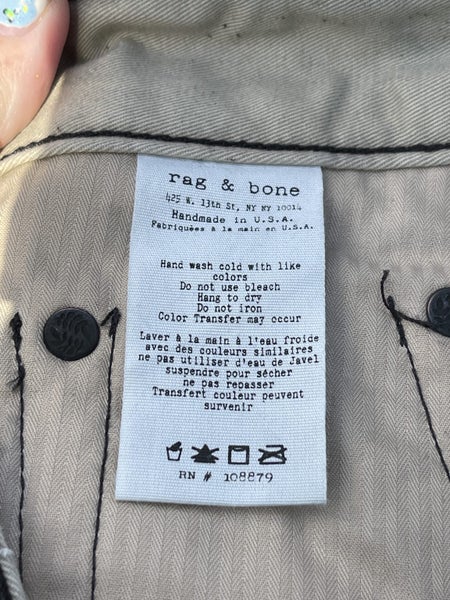 rag & bone
425 W. 13th St, NY NY 10014
Handmade in U.S.A.
Fabriquées à la main en U.S.A.
Hand wash cold with like
colors
Do not use bleach
Hang to dry
Do not iron
Color Transfer may occur
Laver à la main à l'eau froide
avec des couleurs similaires
ne pas utiliser d'eau de Javel
suspendre pour sécher
ne pas repasser
Transfert couleur peuvent
survenir
RN # 108879